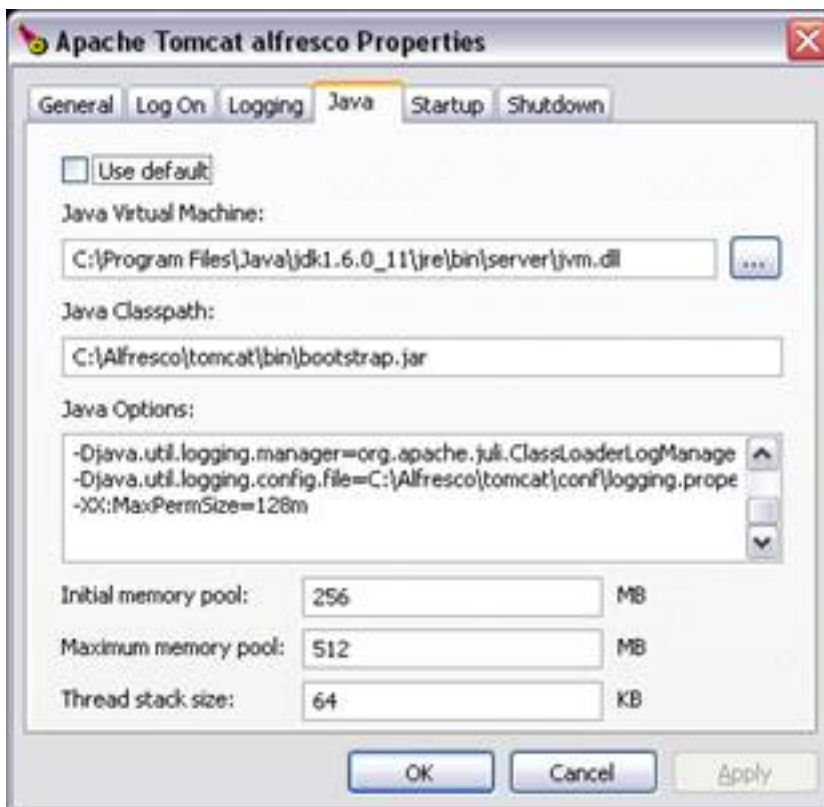 Apache Tomcat alfresco Properties
General Log On Logging Java Startup Shutdown
Use default
Java Virtual Machine:
C:\Program Files\Java\jdk1.6.0_11\jre\bin\server\jvm.dll ...
Java Classpath:
C:\Alfresco\tomcat\bin\bootstrap.jar
Java Options:
-Djava.util.logging.manager=org.apache.juli.ClassLoaderLogManage
-Djava.util.logging.config.file=C:\Alfresco\tomcat\conf\logging.prope
-XX:MaxPermSize=128m
Initial memory pool: 256 MB
Maximum memory pool: 512 MB
Thread stack size: 64 KB
OK Cancel Apply